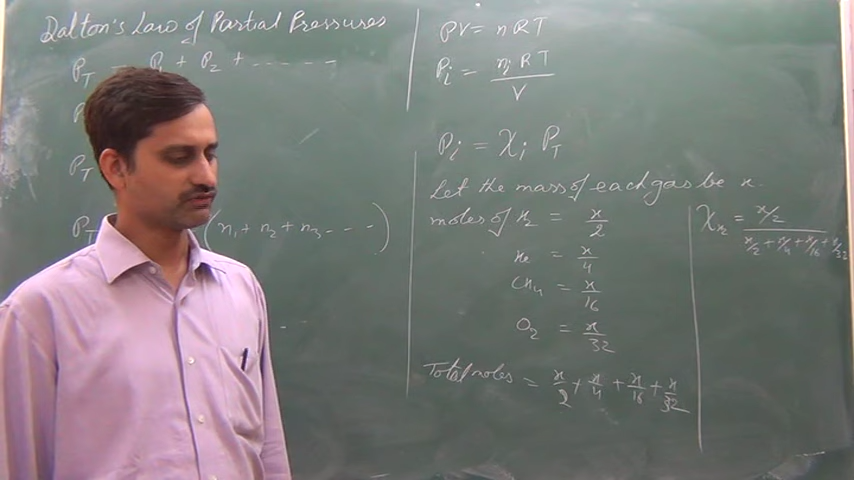 Dalton's Law of Partial Pressures
P_T = P_1 + P_2 + ------
P
P_T
P_T (n_1 + n_2 + n_3 - - - )
PV = nRT
P_i = n_i RT / V
P_i = χ_i P_T
Let the mass of each gas be x.
moles of H_2 = x/2
He = x/4
CH_4 = x/16
O_2 = x/32
Total moles = x/2 + x/4 + x/16 + x/32
χ_H_2 = x/2 / x/2 + x/4 + x/16 + x/32